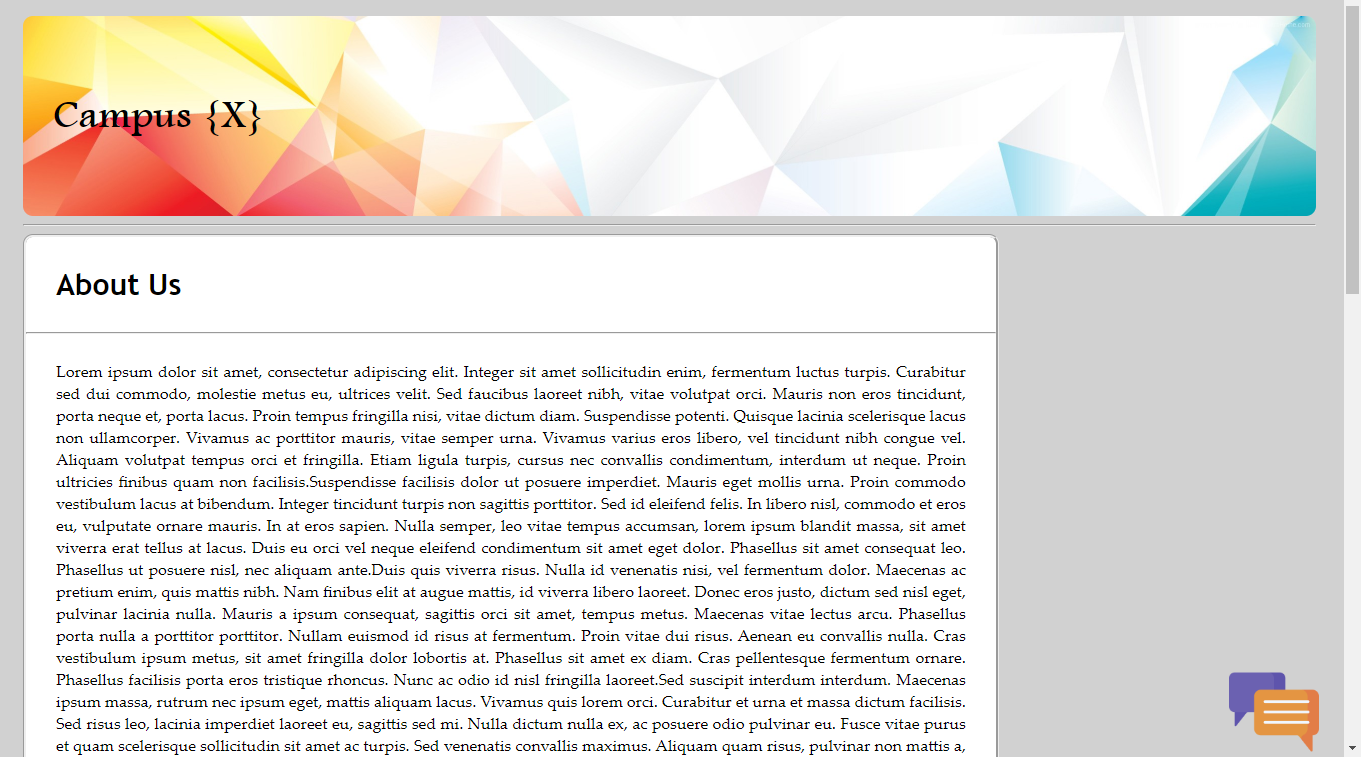 Campus {X}
About Us
Lorem ipsum dolor sit amet, consectetur adipiscing elit. Integer sit amet sollicitudin enim, fermentum luctus turpis. Curabitur
sed dui commodo, molestie metus eu, ultrices velit. Sed faucibus laoreet nibh, vitae volutpat orci. Mauris non eros tincidunt,
porta neque et, porta lacus. Proin tempus fringilla nisi, vitae dictum diam. Suspendisse potenti. Quisque lacinia scelerisque lacus
non ullamcorper. Vivamus ac porttitor mauris, vitae semper urna. Vivamus varius eros libero, vel tincidunt nibh congue vel.
Aliquam volutpat tempus orci et fringilla. Etiam ligula turpis, cursus nec convallis condimentum, interdum ut neque. Proin
ultricies finibus quam non facilisis.Suspendisse facilisis dolor ut posuere imperdiet. Mauris eget mollis urna. Proin commodo
vestibulum lacus at bibendum. Integer tincidunt turpis non sagittis porttitor. Sed id eleifend felis. In libero nisl, commodo et eros
eu, vulputate ornare mauris. In at eros sapien. Nulla semper, leo vitae tempus accumsan, lorem ipsum blandit massa, sit amet
viverra erat tellus at lacus. Duis eu orci vel neque eleifend condimentum sit amet eget dolor. Phasellus sit amet consequat leo.
Phasellus ut posuere nisl, nec aliquam ante.Duis quis viverra risus. Nulla id venenatis nisi, vel fermentum dolor. Maecenas ac
pretium enim, quis mattis nibh. Nam finibus elit at augue mattis, id viverra libero laoreet. Donec eros justo, dictum sed nisl eget,
pulvinar lacinia nulla. Mauris a ipsum consequat, sagittis orci sit amet, tempus metus. Maecenas vitae lectus arcu. Phasellus
porta nulla a porttitor porttitor. Nullam euismod id risus at fermentum. Proin vitae dui risus. Aenean eu convallis nulla. Cras
vestibulum ipsum metus, sit amet fringilla dolor lobortis at. Phasellus sit amet ex diam. Cras pellentesque fermentum ornare.
Phasellus facilisis porta eros tristique rhoncus. Nunc ac odio id nisl fringilla laoreet.Sed suscipit interdum interdum. Maecenas
ipsum massa, rutrum nec ipsum eget, mattis aliquam lacus. Vivamus quis lorem orci. Curabitur et urna et massa dictum facilisis.
Sed risus leo, lacinia imperdiet laoreet eu, sagittis sed mi. Nulla dictum nulla ex, ac posuere odio pulvinar eu. Fusce vitae purus
et quam scelerisque sollicitudin sit amet ac turpis. Sed venenatis convallis maximus. Aliquam quam risus, pulvinar non mattis a,